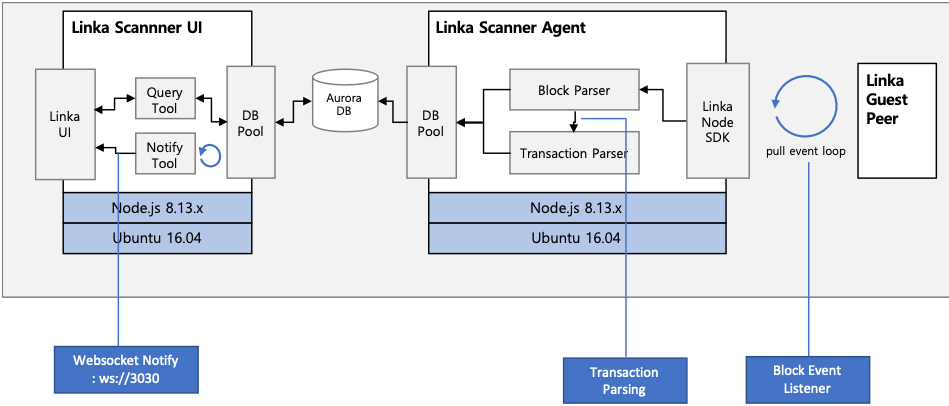 Linka Scannner UI
Linka
UI
Query
Tool
Notify
Tool
DB
Pool
Node.js 8.13.x
Ubuntu 16.04
Aurora
DB
Linka Scanner Agent
DB
Pool
Block Parser
Transaction Parser
Linka
Node
SDK
Node.js 8.13.x
Ubuntu 16.04
pull event loop
Linka
Guest
Peer
Websocket Notify
: ws://3030
Transaction
Parsing
Block Event
Listener